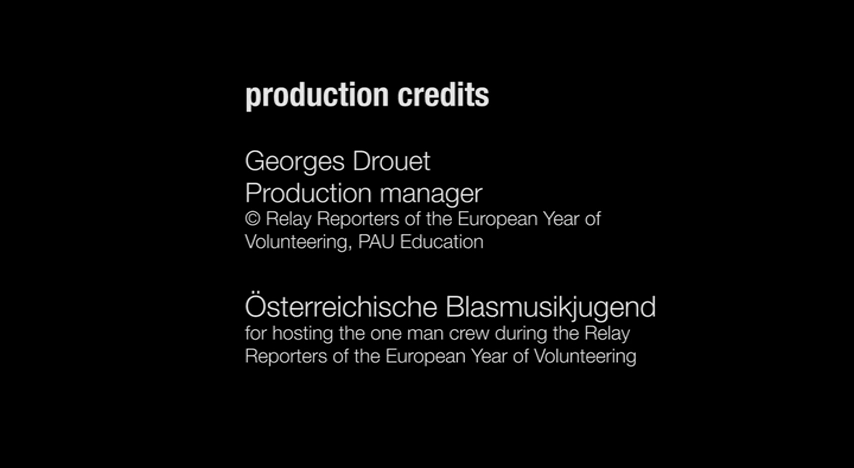 production credits
Georges Drouet
Production manager
© Relay Reporters of the European Year of
Volunteering, PAU Education
Österreichische Blasmusikjugend
for hosting the one man crew during the Relay
Reporters of the European Year of Volunteering